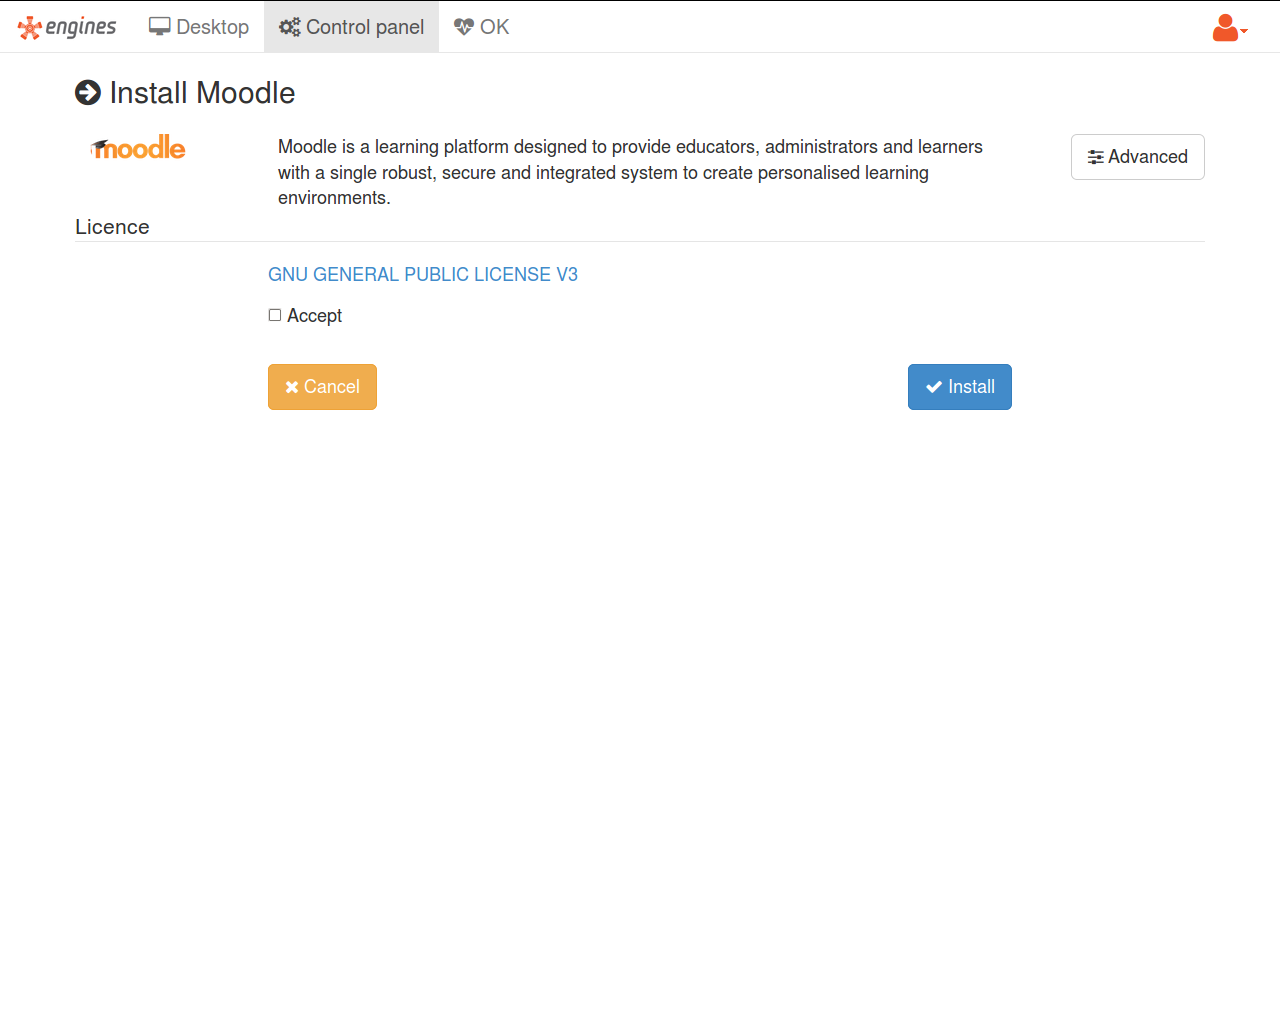 engines Desktop Control panel OK
Install Moodle
moodle
Moodle is a learning platform designed to provide educators, administrators and learners
with a single robust, secure and integrated system to create personalised learning
environments.
Advanced
Licence
GNU GENERAL PUBLIC LICENSE V3
Accept
Cancel Install